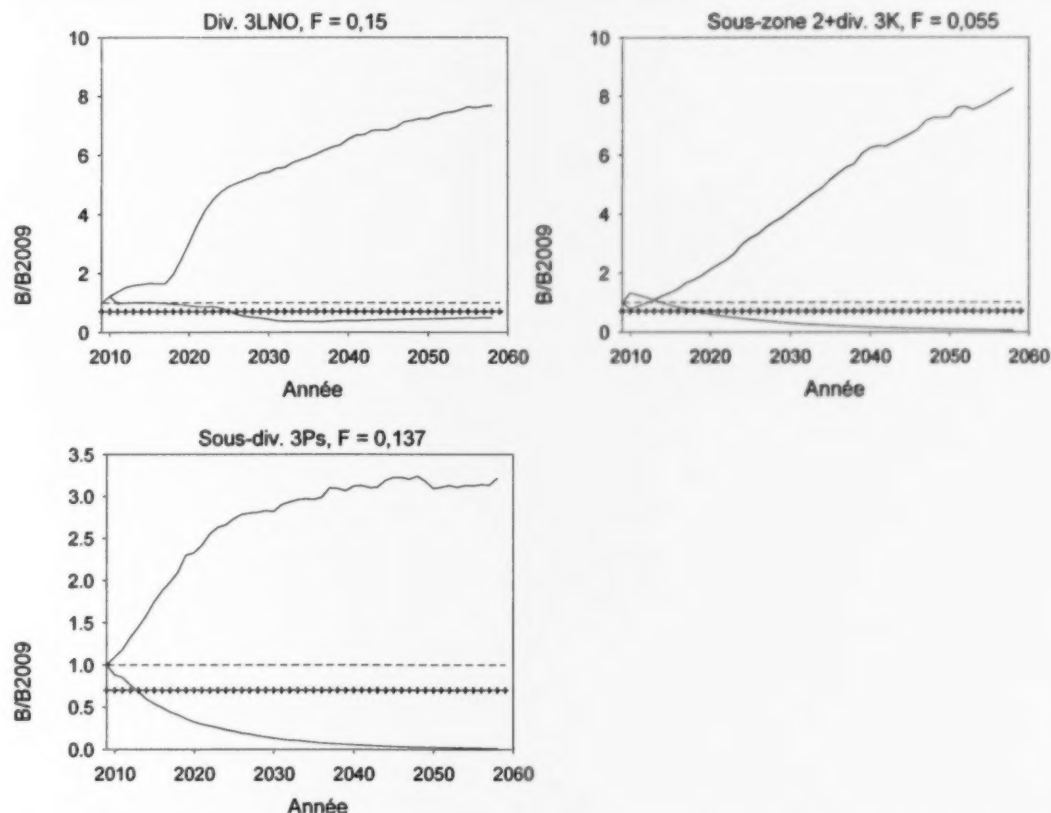 Div. 3LNO, F = 0,15
10
8
6
4
2
0
B/B2009
2010 2020 2030 2040 2050 2060
Année
Sous-zone 2+div. 3K, F = 0,055
10
8
6
4
2
0
B/B2009
2010 2020 2030 2040 2050 2060
Année
Sous-div. 3Ps, F = 0,137
3.5
3.0
2.5
2.0
1.5
1.0
0.5
0.0
B/B2009
2010 2020 2030 2040 2050 2060
Année